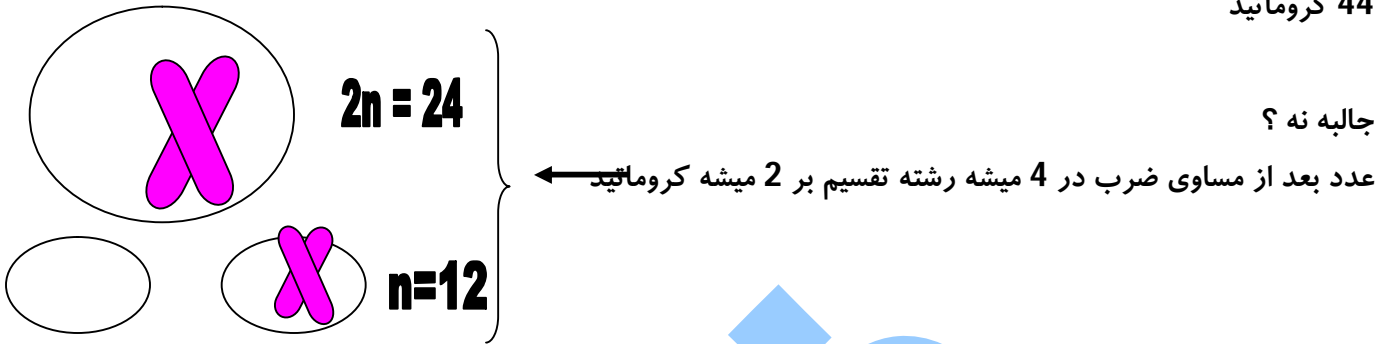 44 کروماتید
2n = 24
جالبه نه ؟
عدد بعد از مساوی ضرب در 4 میشه رشته تقسیم بر 2 میشه کروماتید
n=12